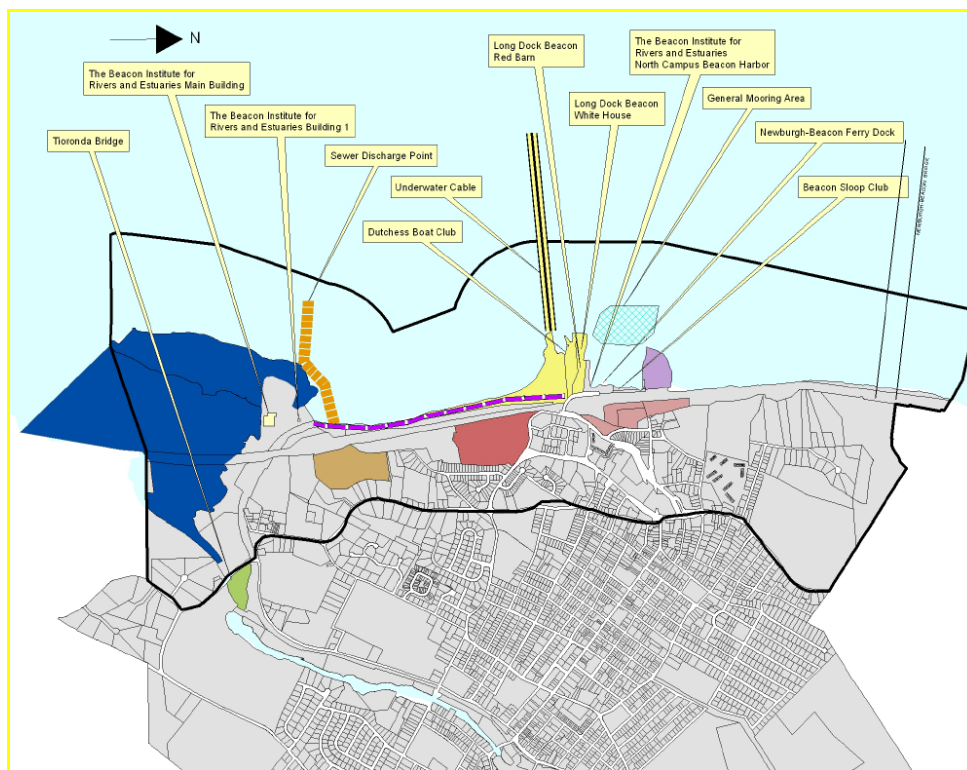 N
The Beacon Institute for
Rivers and Estuaries Main Building
The Beacon Institute for
Rivers and Estuaries Building 1
Tioronda Bridge
Sewer Discharge Point
Underwater Cable
Dutchess Boat Club
Long Dock Beacon
Red Barn
Long Dock Beacon
White House
The Beacon Institute for
Rivers and Estuaries
North Campus Beacon Harbor
General Mooring Area
Newburgh-Beacon Ferry Dock
Beacon Sloop Club
NEWBURGH-BEACON BRIDGE